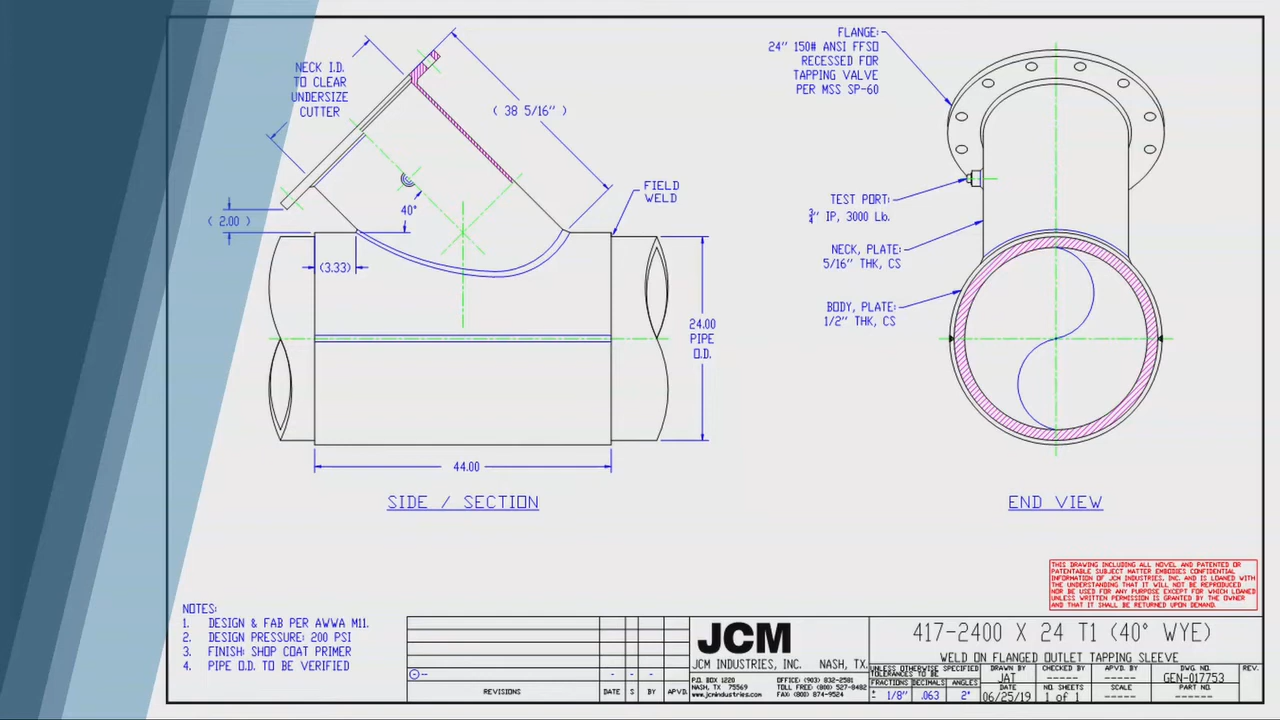 NECK I.D.
TO CLEAR
UNDERSIZE
CUTTER
( 38 5/16" )
40°
( 2.00 )
(3.33)
FIELD
WELD
24.00
PIPE
O.D.
44.00
SIDE / SECTION
FLANGE:
24" 150# ANSI FFSO
RECESSED FOR
TAPPING VALVE
PER MSS SP-60
TEST PORT:
3/4" IP, 3000 Lb.
NECK, PLATE:
5/16" THK, CS
BODY, PLATE:
1/2" THK, CS
END VIEW
THIS DRAWING INCLUDING ALL NOVEL AND PATENTED OR
PATENTABLE SUBJECT MATTER EMBODIES CONFIDENTIAL
INFORMATION OF JCM INDUSTRIES, INC. AND IS LOANED WITH
THE UNDERSTANDING THAT IT WILL NOT BE REPRODUCED
NOR BE USED FOR ANY PURPOSE EXCEPT FOR WHICH LOANED
UNLESS WRITTEN PERMISSION IS GRANTED BY THE OWNER
AND THAT IT SHALL BE RETURNED UPON DEMAND.
NOTES:
1. DESIGN & FAB PER AWWA M11.
2. DESIGN PRESSURE: 200 PSI
3. FINISH: SHOP COAT PRIMER
4. PIPE O.D. TO BE VERIFIED
REVISIONS DATE S BY APVD.
JCM
JCM INDUSTRIES, INC. NASH, TX.
P.O. BOX 1220 OFFICE: (903) 832-2581
NASH, TX 75569 TOLL FREE: (800) 527-8482
www.jcmindustries.com FAX: (800) 874-9524
417-2400 X 24 T1 (40° WYE)
WELD ON FLANGED OUTLET TAPPING SLEEVE
UNLESS OTHERWISE SPECIFIED
TOLERANCES TO BE
FRACTIONS DECIMALS ANGLES
± 1/8" .063 2°
DRAWN BY CHECKED BY APVD. BY DWG. NO. REV.
JAT ----- ----- GEN-017753
DATE NO. SHEETS SCALE PART NO.
06/25/19 1 of 1 ----- ------